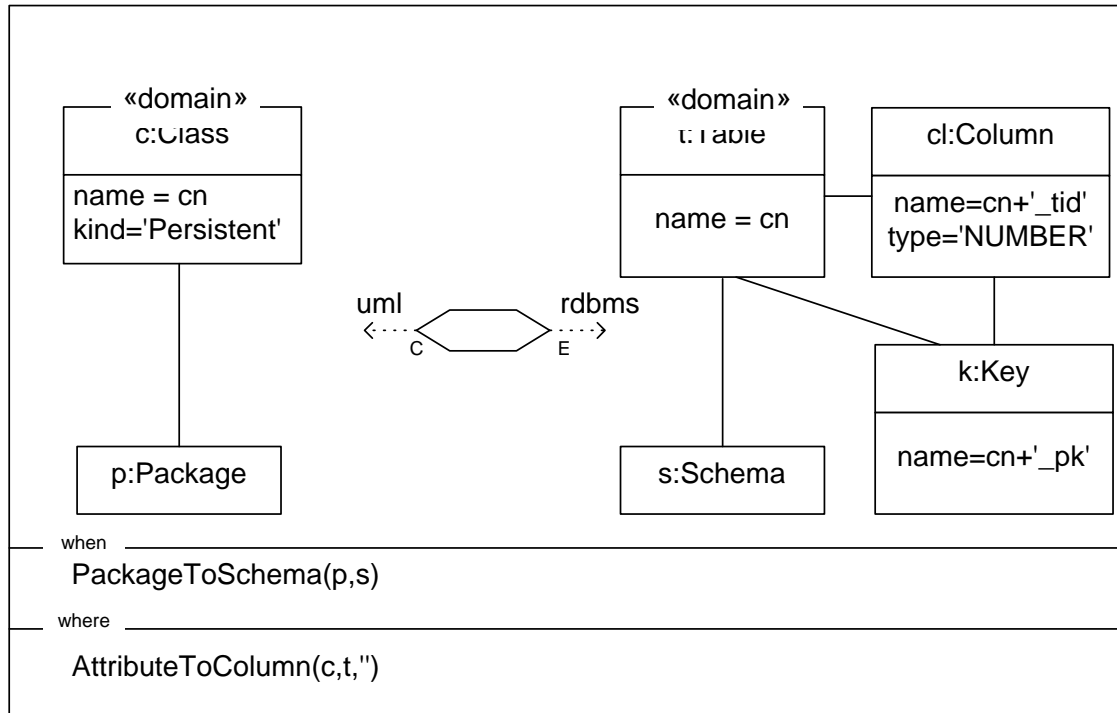 «domain»
c:Class
name = cn
kind='Persistent'
p:Package
uml
C
rdbms
E
«domain»
t:Table
name = cn
cl:Column
name=cn+'_tid'
type='NUMBER'
k:Key
name=cn+'_pk'
s:Schema
when
PackageToSchema(p,s)
where
AttributeToColumn(c,t,'')